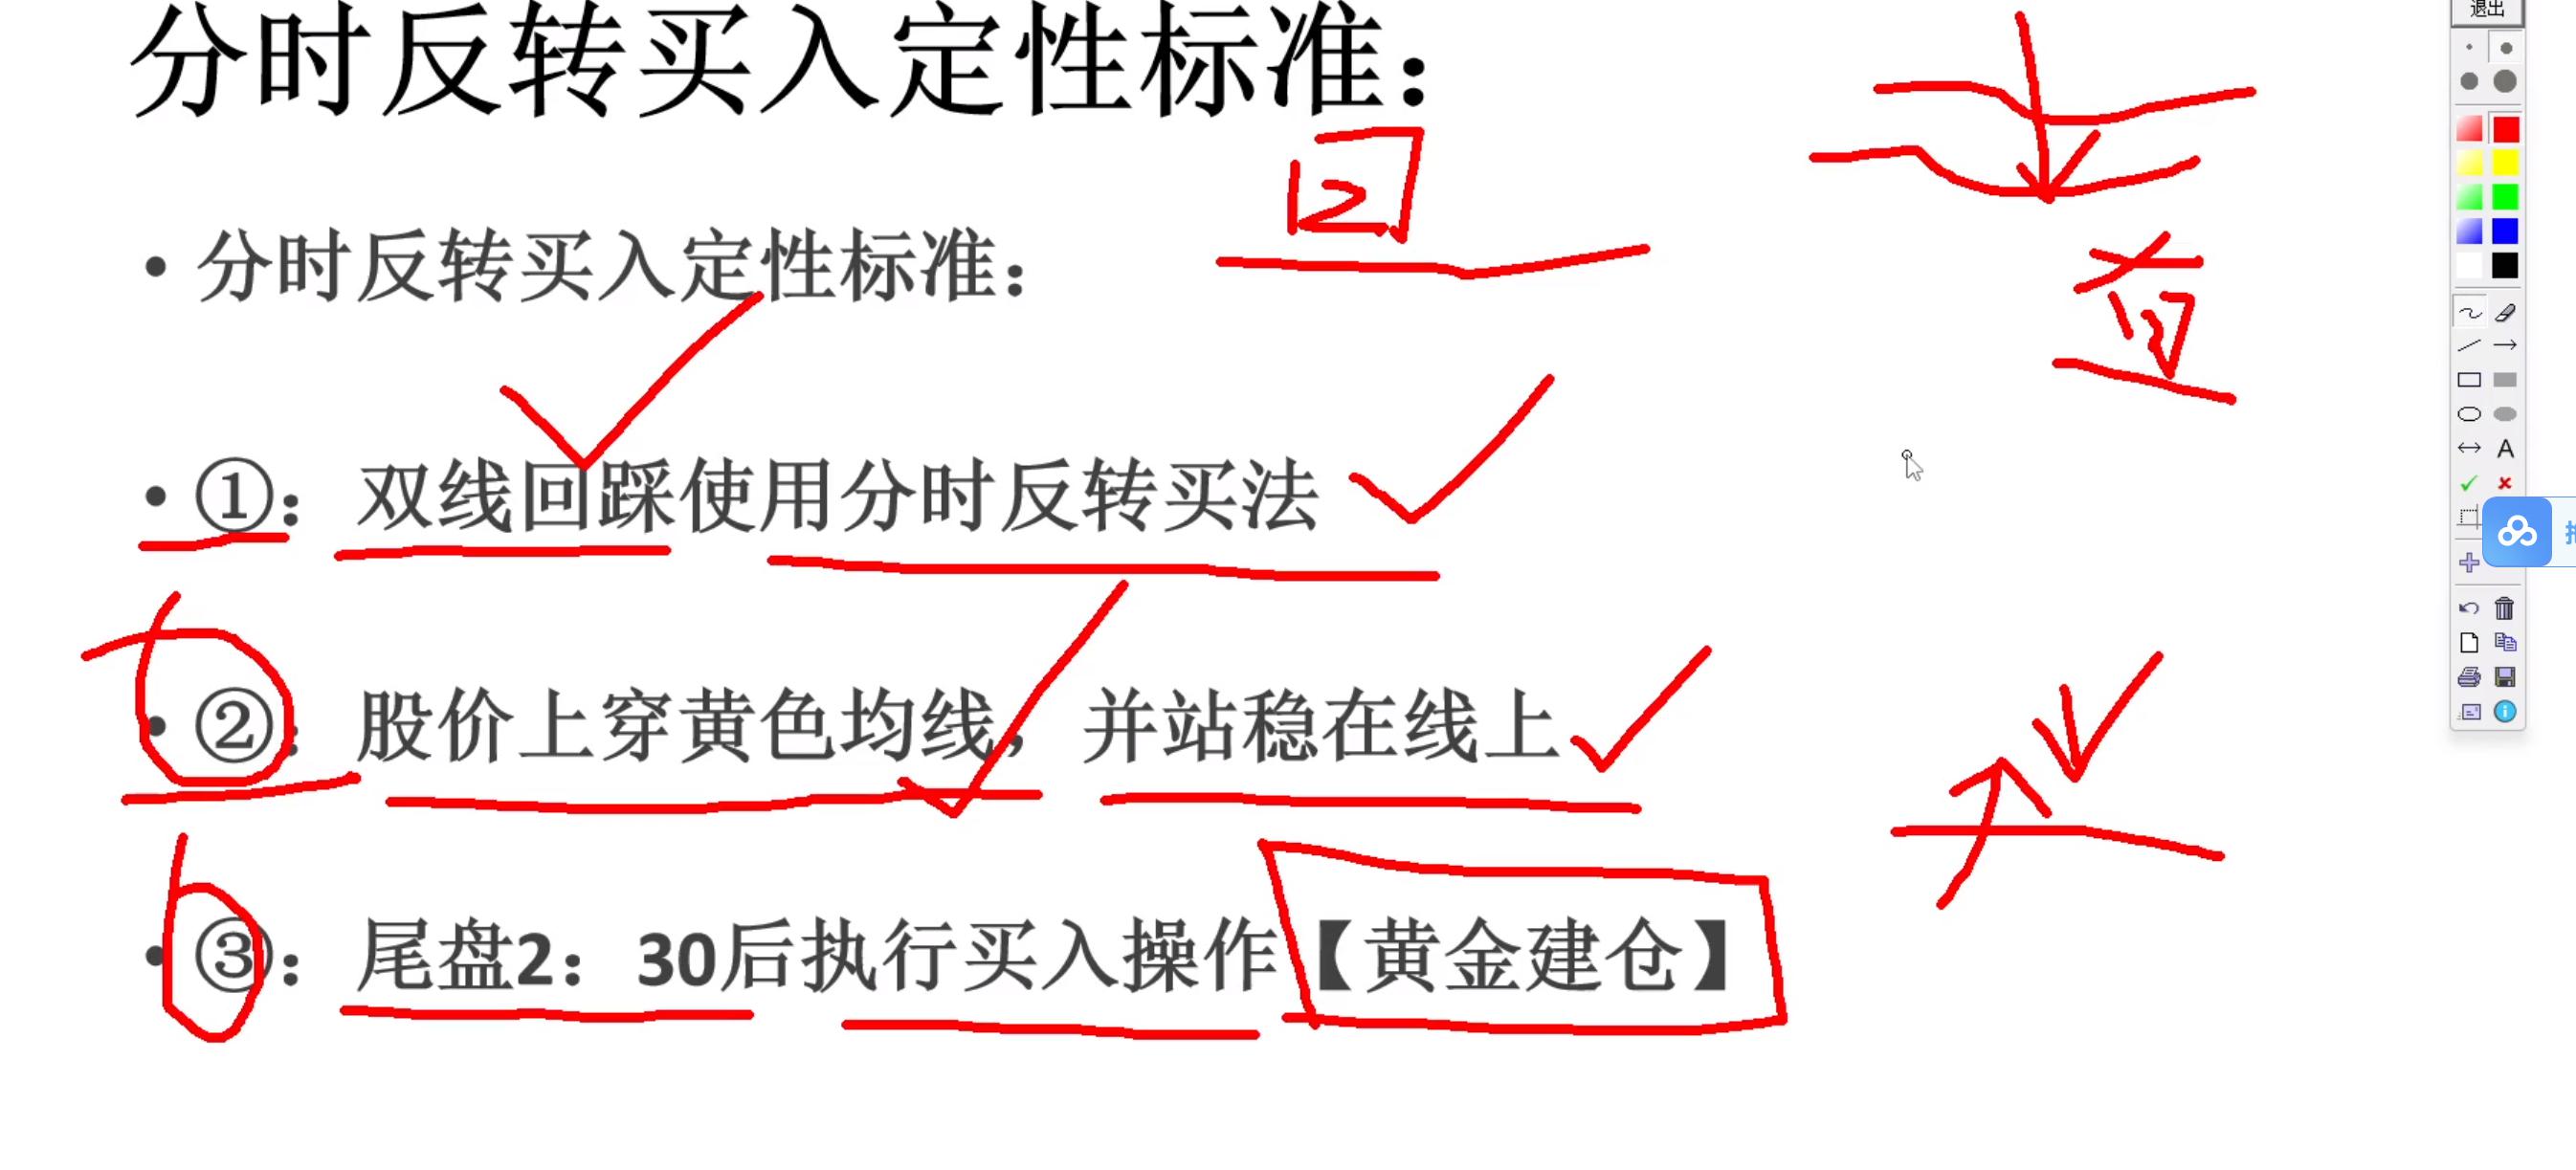 分时反转买入定性标准：
退出
回
• 分时反转买入定性标准：
• ①： 双线回踩使用分时反转买法
• ②： 股价上穿黄色均线， 并站稳在线上
• ③： 尾盘2：30后执行买入操作【黄金建仓】
A